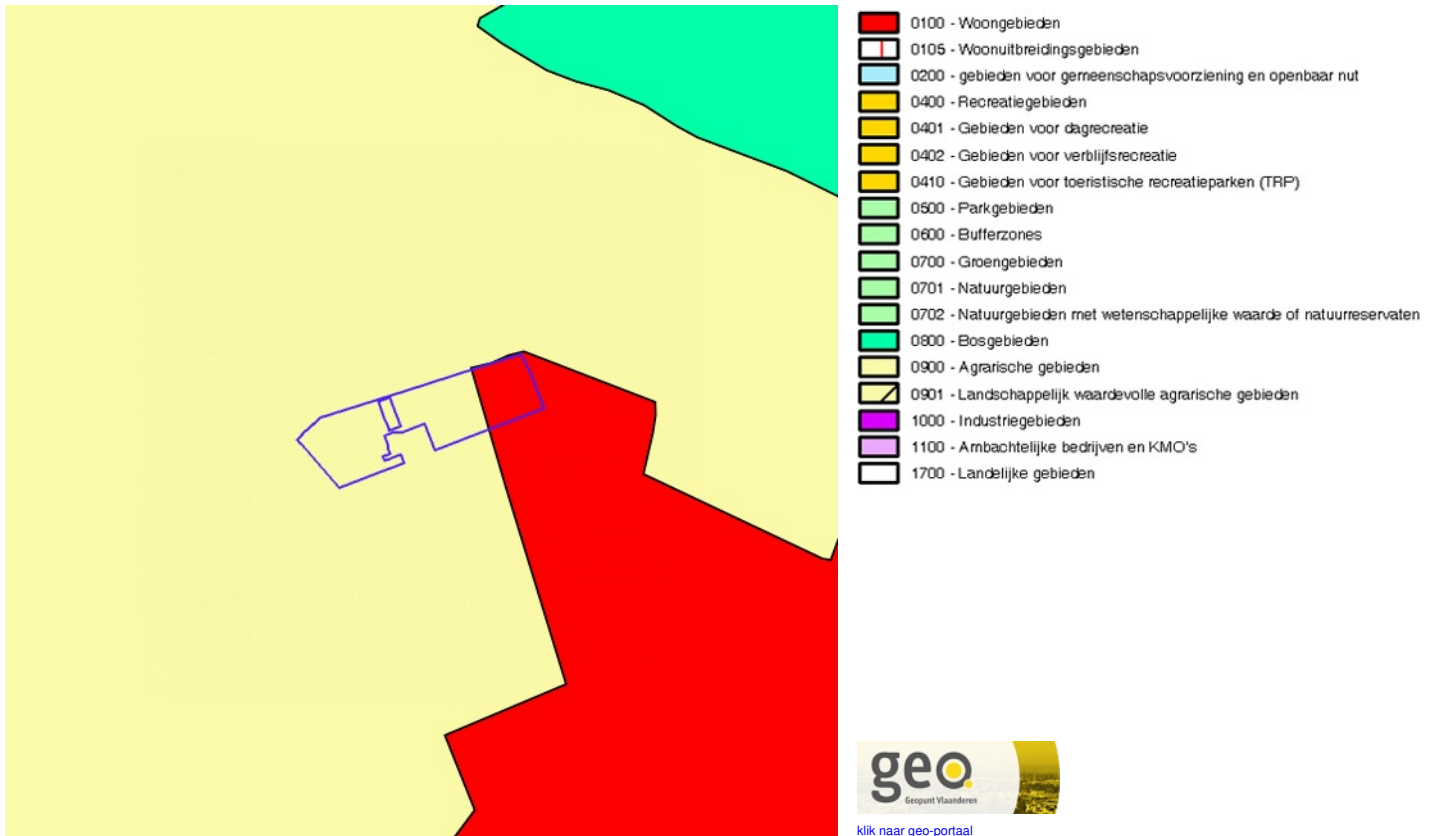 0100 - Woongebieden
0105 - Woonuitbreidingsgebieden
0200 - gebieden voor gemeenschapsvoorziening en openbaar nut
0400 - Recreatiegebieden
0401 - Gebieden voor dagrecreatie
0402 - Gebieden voor verblijfsrecreatie
0410 - Gebieden voor toeristische recreatieparken (TRP)
0500 - Parkgebieden
0600 - Bufferzones
0700 - Groengebieden
0701 - Natuurgebieden
0702 - Natuurgebieden met wetenschappelijke waarde of natuurreservaten
0800 - Bosgebieden
0900 - Agrarische gebieden
0901 - Landschappelijk waardevolle agrarische gebieden
1000 - Industriegebieden
1100 - Ambachtelijke bedrijven en KMO's
1700 - Landelijke gebieden
geo
Geopunt Vlaanderen
klik naar geo-portaal